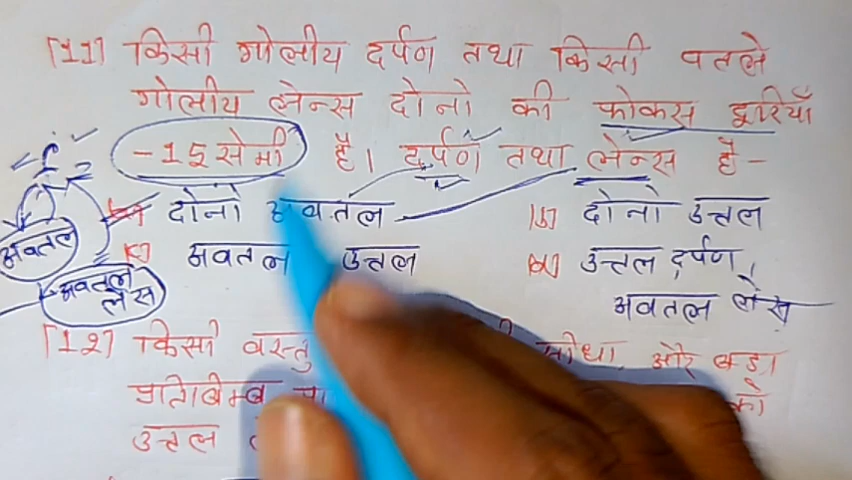 [11] किसी गोलीय दर्पण तथा किसी पतले
गोलीय लेन्स दोनो की फोकस दुरियाँ
-15 सेमी है। दर्पण तथा लेन्स है -
-f
अवतल
दोनो अवतल
दोनो उत्तल
अवतल उत्तल
उत्तल दर्पण,
अवतल लेंस
अवतल
लेंस
[12] किसी वस्तु सीधा और बड़ा
प्रतिबिम्ब को
उत्तल